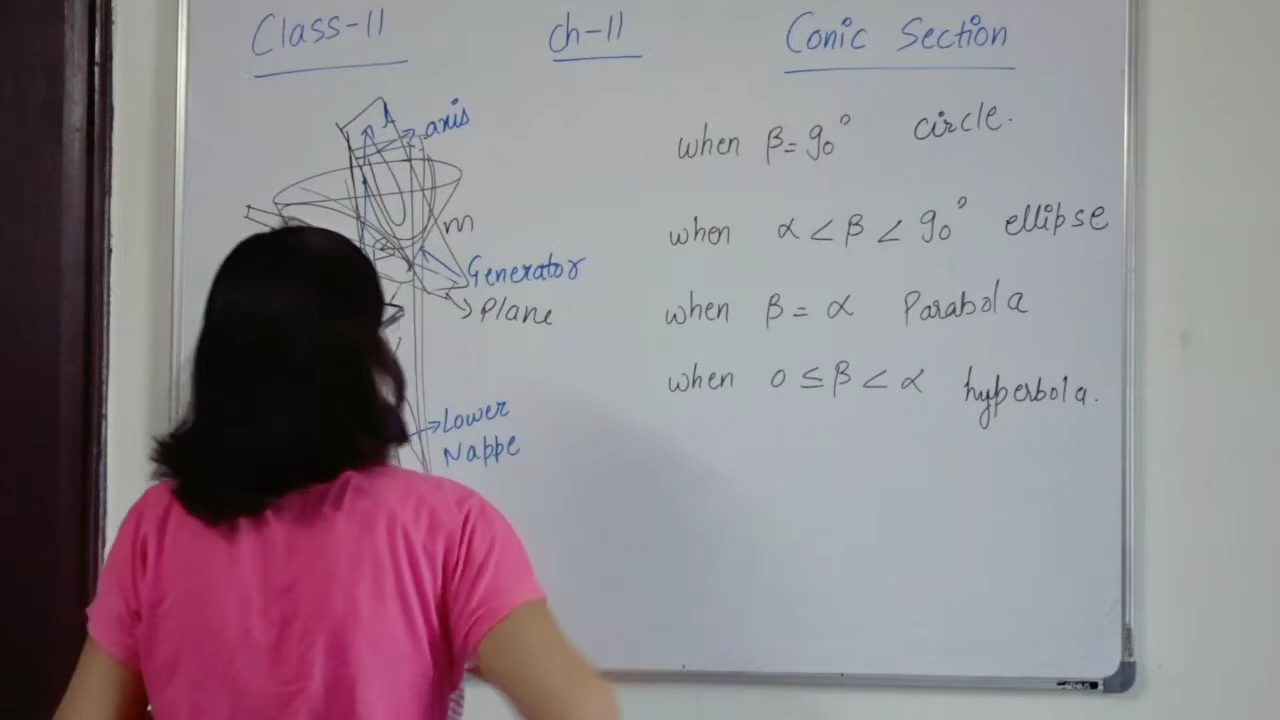 Class-11 ch-11 Conic Section
axis
m
Generator
Plane
Lower
Nappe
when β=90° circle.
when α<β<90° ellipse
when β=α Parabola
when 0≤β<α hyperbola.